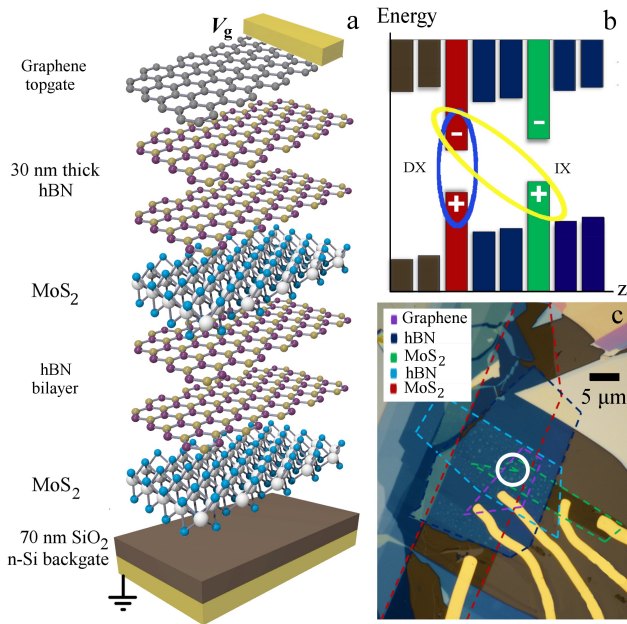 a
V_g
Graphene
topgate
30 nm thick
hBN
MoS₂
hBN
bilayer
MoS₂
70 nm SiO₂
n-Si backgate
b
Energy
-
-
DX
IX
+
+
z
c
Graphene
hBN
MoS₂
hBN
MoS₂
5 μm